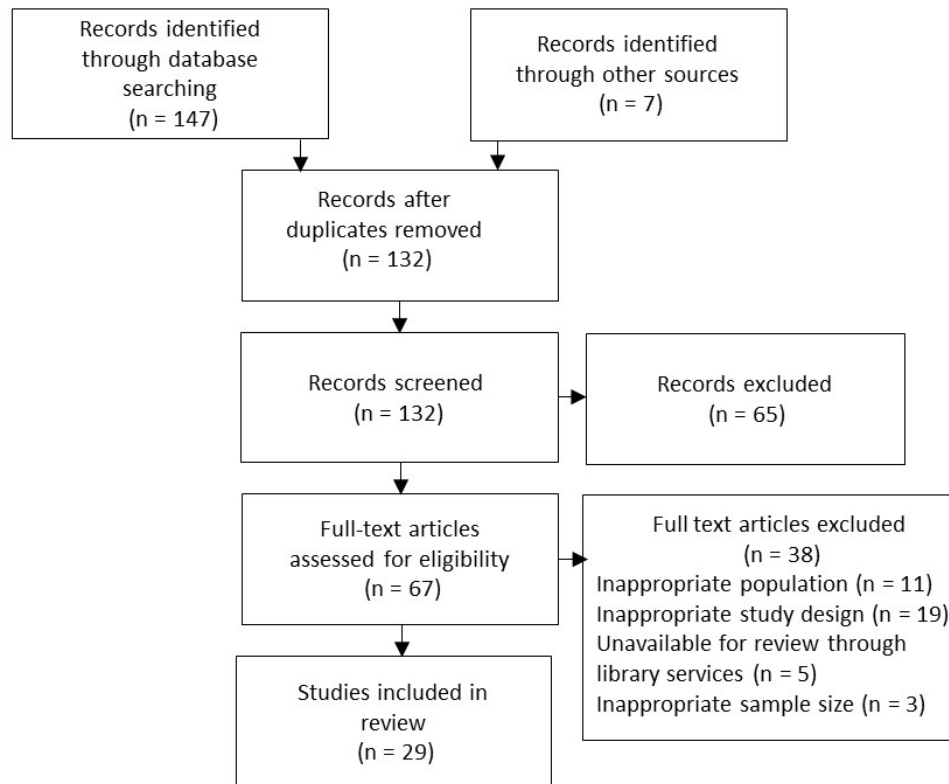 Records identified
through database
searching
(n = 147)
Records identified
through other sources
(n = 7)
Records after
duplicates removed
(n = 132)
Records screened
(n = 132)
Records excluded
(n = 65)
Full-text articles
assessed for eligibility
(n = 67)
Full text articles excluded
(n = 38)
Inappropriate population (n = 11)
Inappropriate study design (n = 19)
Unavailable for review through
library services (n = 5)
Inappropriate sample size (n = 3)
Studies included in
review
(n = 29)